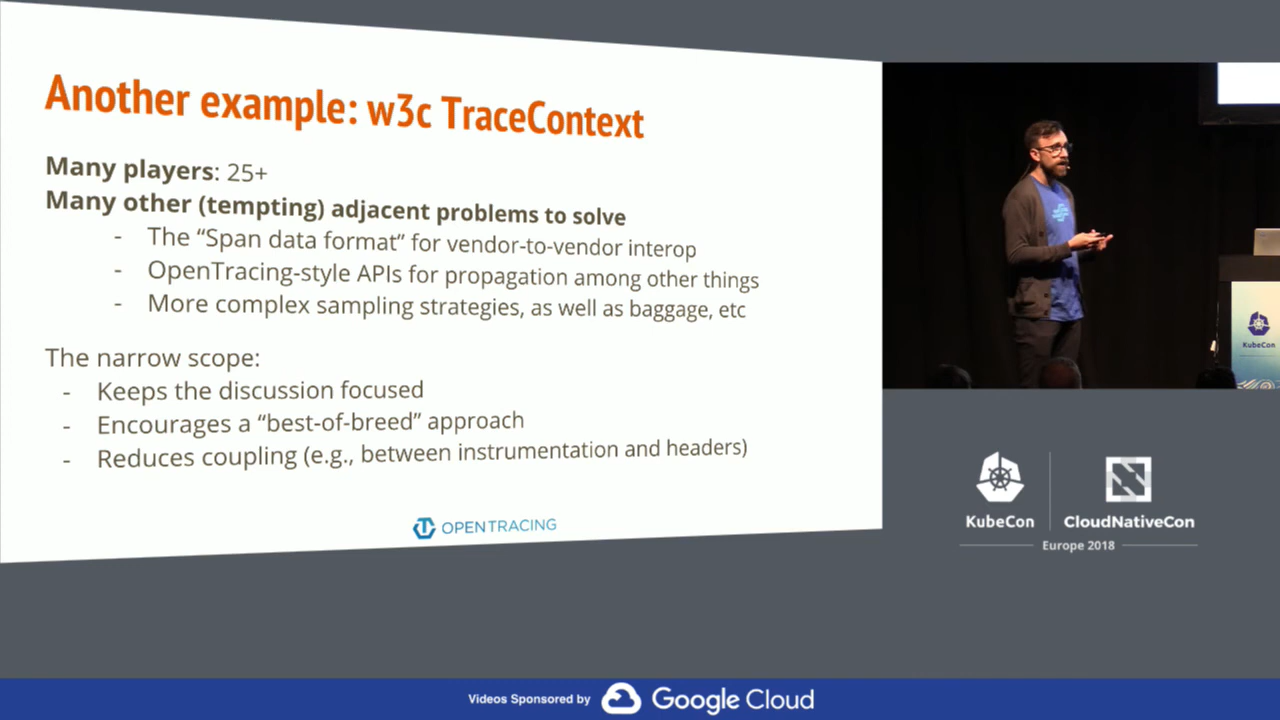 Another example: w3c TraceContext
Many players: 25+
Many other (tempting) adjacent problems to solve
- The “Span data format” for vendor-to-vendor interop
- OpenTracing-style APIs for propagation among other things
- More complex sampling strategies, as well as baggage, etc
The narrow scope:
- Keeps the discussion focused
- Encourages a “best-of-breed” approach
- Reduces coupling (e.g., between instrumentation and headers)
OPENTRACING
KubeCon
KubeCon
CloudNativeCon
Europe 2018
Videos Sponsored by Google Cloud